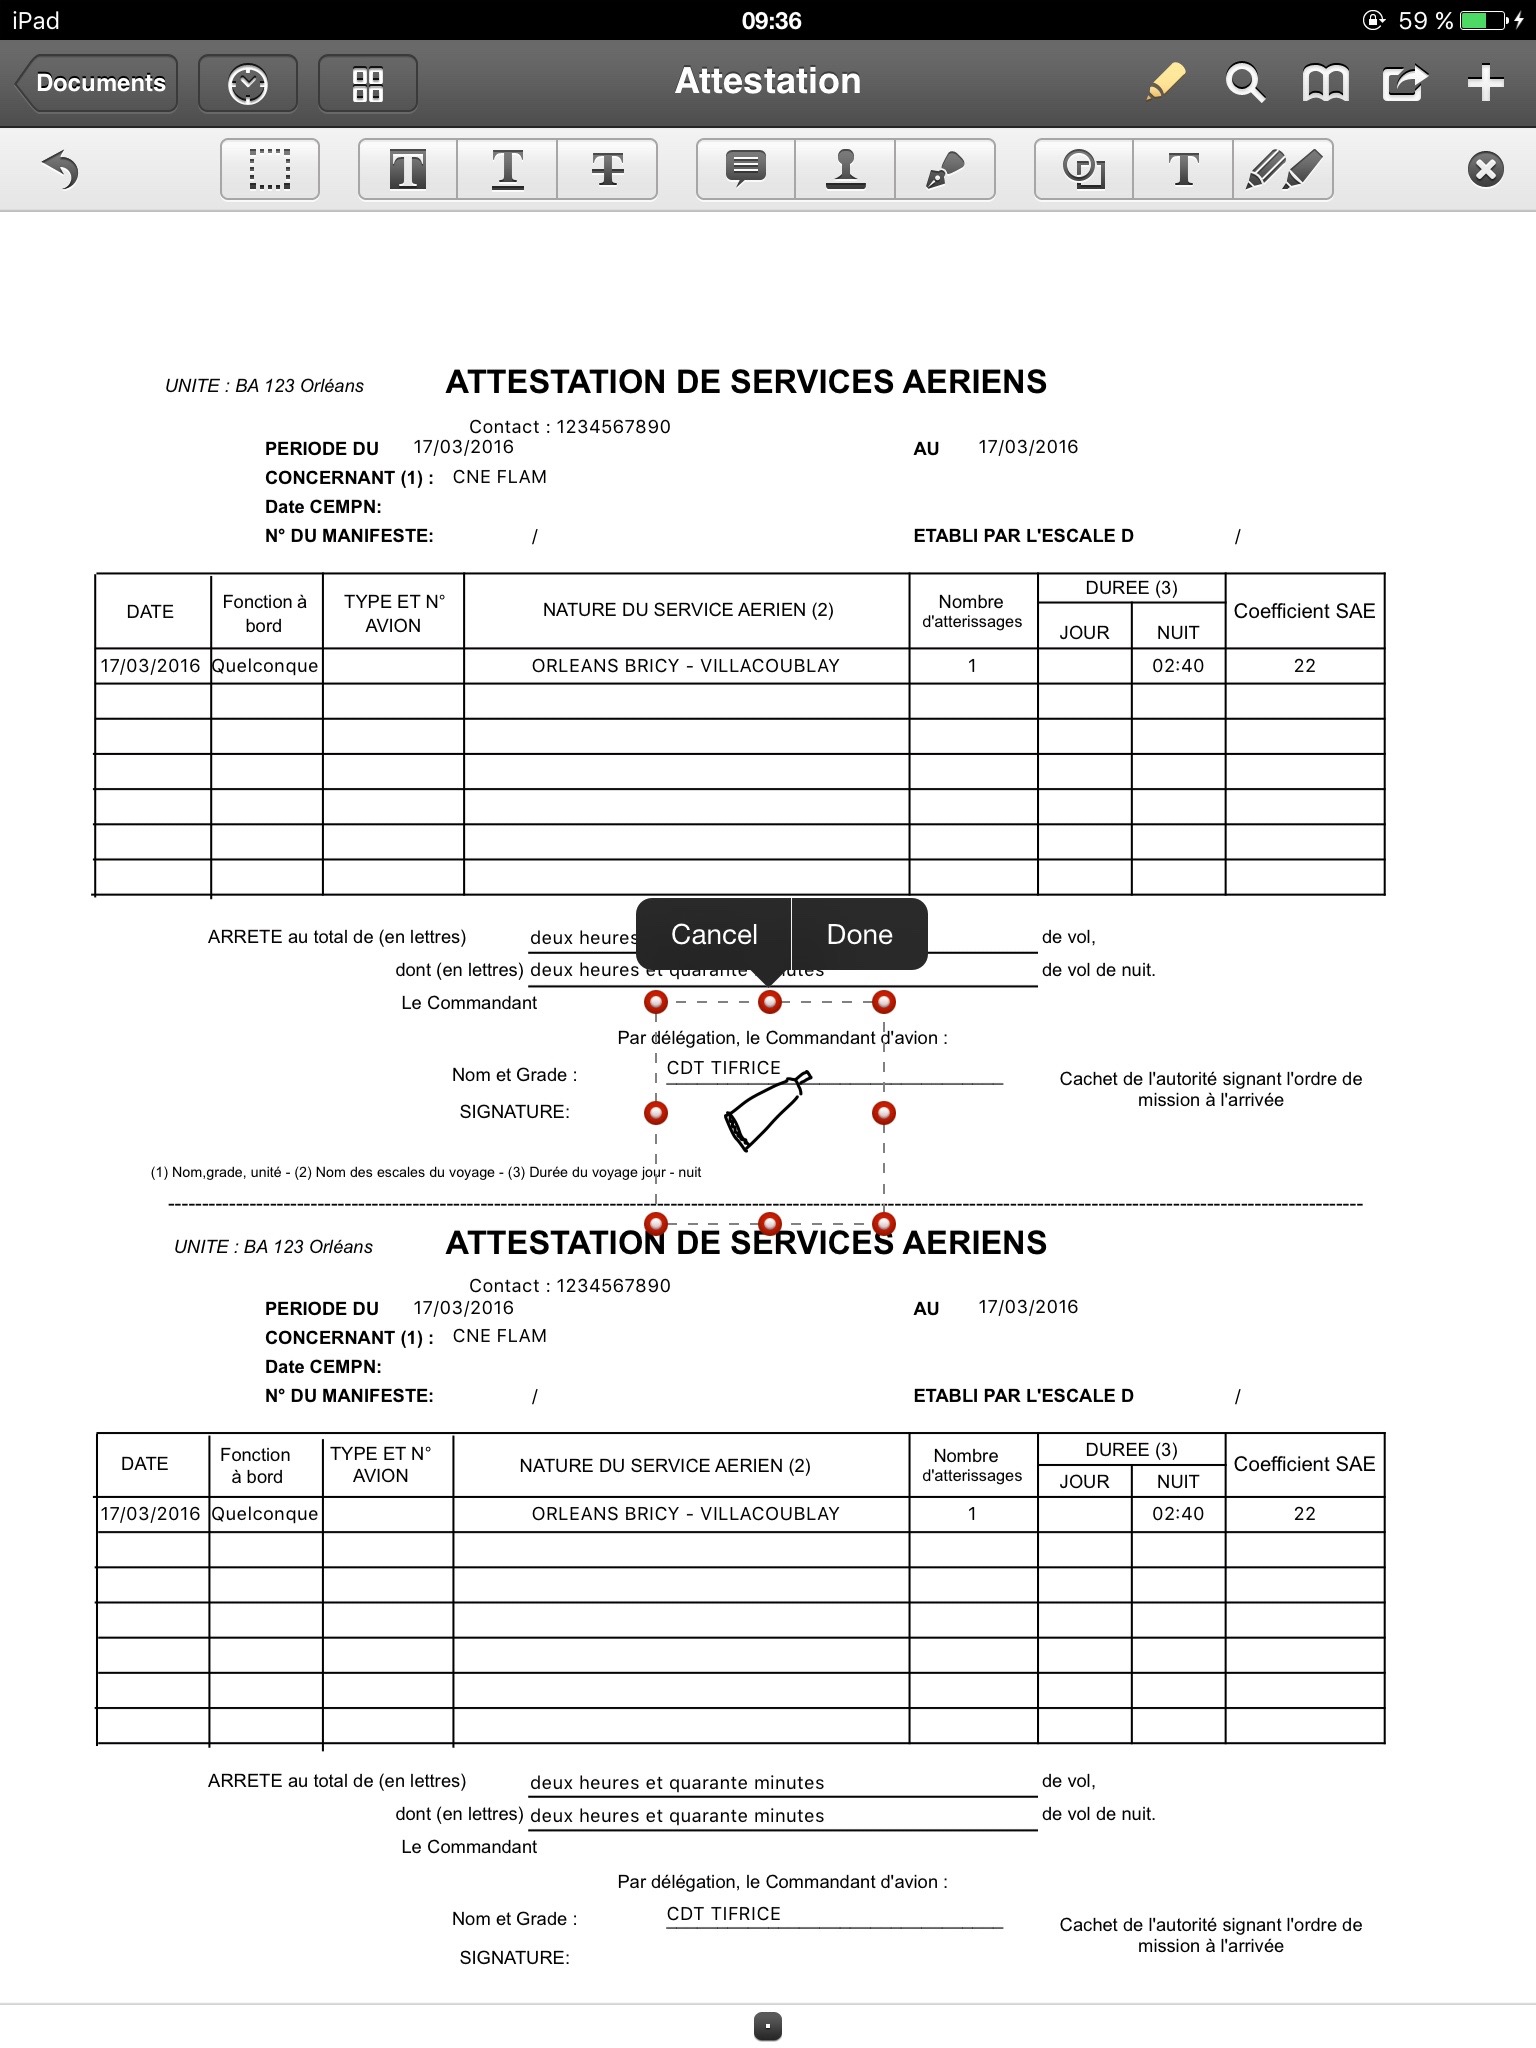 iPad 09:36 59 %
Documents Attestation
UNITE : BA 123 Orléans ATTESTATION DE SERVICES AERIENS
Contact : 1234567890
PERIODE DU 17/03/2016 AU 17/03/2016
CONCERNANT (1) : CNE FLAM
Date CEMPN:
N° DU MANIFESTE: / ETABLI PAR L'ESCALE D /
DATE Fonction à bord TYPE ET N° AVION NATURE DU SERVICE AERIEN (2) Nombre d'atterissages DUREE (3) JOUR NUIT Coefficient SAE
17/03/2016 Quelconque ORLEANS BRICY - VILLACOUBLAY 1 02:40 22
Cancel Done
ARRETE au total de (en lettres) deux heures de vol,
dont (en lettres) deux heures et quarante minutes de vol de nuit.
Le Commandant
Par délégation, le Commandant d'avion :
Nom et Grade : CDT TIFRICE
SIGNATURE:
Cachet de l'autorité signant l'ordre de
mission à l'arrivée
(1) Nom,grade, unité - (2) Nom des escales du voyage - (3) Durée du voyage jour - nuit
UNITE : BA 123 Orléans ATTESTATION DE SERVICES AERIENS
Contact : 1234567890
PERIODE DU 17/03/2016 AU 17/03/2016
CONCERNANT (1) : CNE FLAM
Date CEMPN:
N° DU MANIFESTE: / ETABLI PAR L'ESCALE D /
DATE Fonction à bord TYPE ET N° AVION NATURE DU SERVICE AERIEN (2) Nombre d'atterissages DUREE (3) JOUR NUIT Coefficient SAE
17/03/2016 Quelconque ORLEANS BRICY - VILLACOUBLAY 1 02:40 22
ARRETE au total de (en lettres) deux heures et quarante minutes de vol,
dont (en lettres) deux heures et quarante minutes de vol de nuit.
Le Commandant
Par délégation, le Commandant d'avion :
Nom et Grade : CDT TIFRICE
SIGNATURE:
Cachet de l'autorité signant l'ordre de
mission à l'arrivée